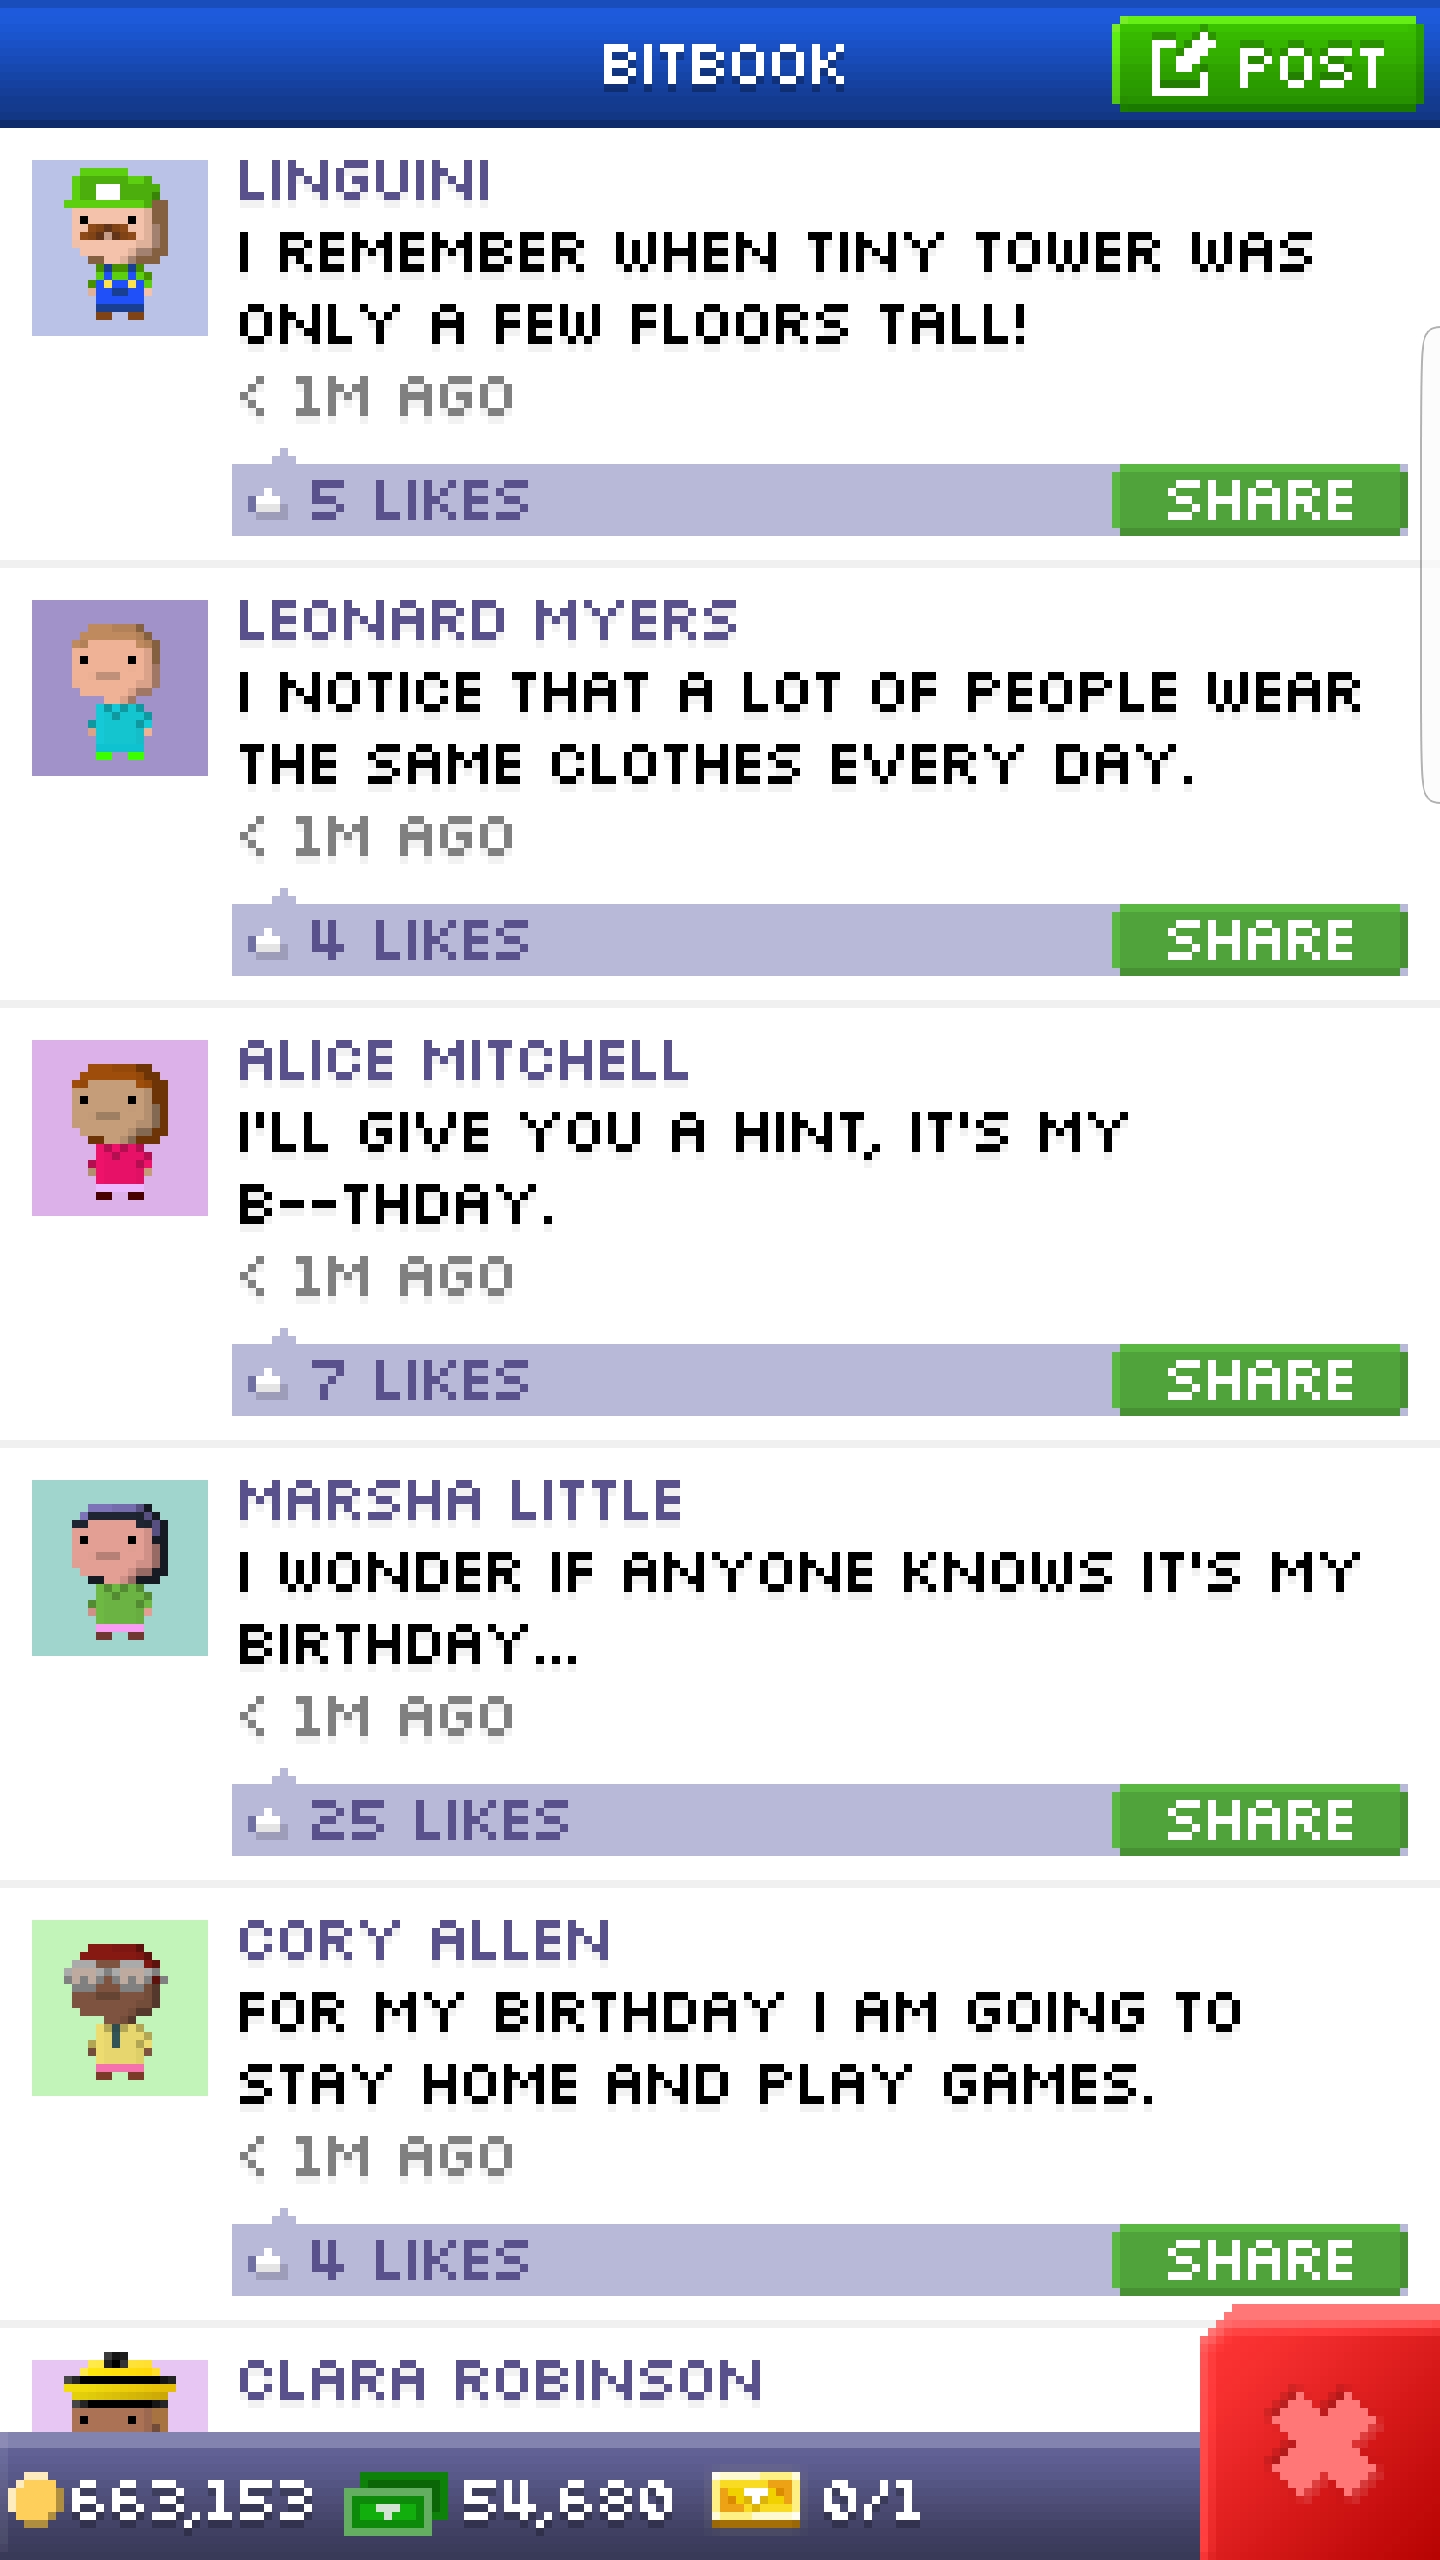 BITBOOK
POST
LINGUINI
I REMEMBER WHEN TINY TOWER WAS
ONLY A FEW FLOORS TALL!
< 1M AGO
5 LIKES
SHARE
LEONARD MYERS
I NOTICE THAT A LOT OF PEOPLE WEAR
THE SAME CLOTHES EVERY DAY.
< 1M AGO
4 LIKES
SHARE
ALICE MITCHELL
I'LL GIVE YOU A HINT, IT'S MY
B--THDAY.
< 1M AGO
7 LIKES
SHARE
MARSHA LITTLE
I WONDER IF ANYONE KNOWS IT'S MY
BIRTHDAY...
< 1M AGO
25 LIKES
SHARE
CORY ALLEN
FOR MY BIRTHDAY I AM GOING TO
STAY HOME AND PLAY GAMES.
< 1M AGO
4 LIKES
SHARE
CLARA ROBINSON
663,153 54,680 0/1